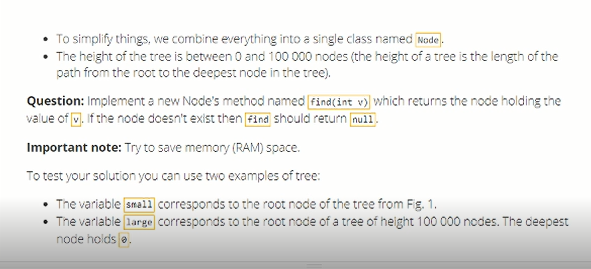 • To simplify things, we combine everything into a single class named Node.
• The height of the tree is between 0 and 100 000 nodes (the height of a tree is the length of the
path from the root to the deepest node in the tree).
Question: Implement a new Node's method named find(int v) which returns the node holding the
value of v. If the node doesn't exist then find should return null.
Important note: Try to save memory (RAM) space.
To test your solution you can use two examples of tree:
• The variable small corresponds to the root node of the tree from Fig. 1.
• The variable large corresponds to the root node of a tree of height 100 000 nodes. The deepest
node holds 0.